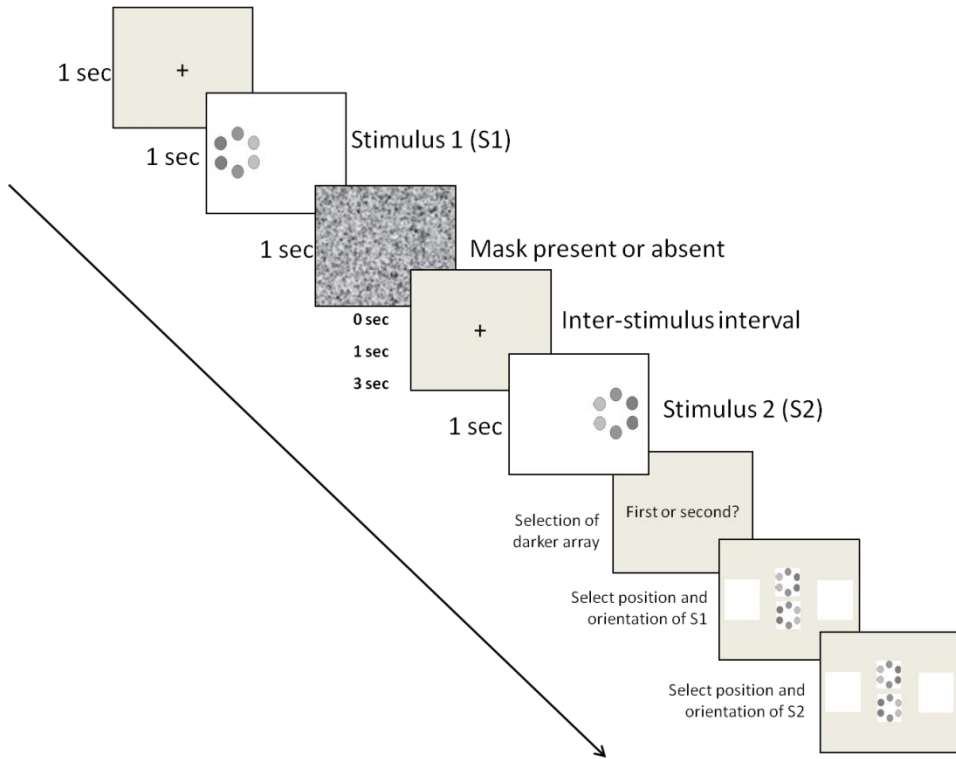 1 sec
+
1 sec
Stimulus 1 (S1)
1 sec
Mask present or absent
0 sec
1 sec
3 sec
+
Inter-stimulus interval
1 sec
Stimulus 2 (S2)
Selection of
darker array
First or second?
Select position and
orientation of S1
Select position and
orientation of S2